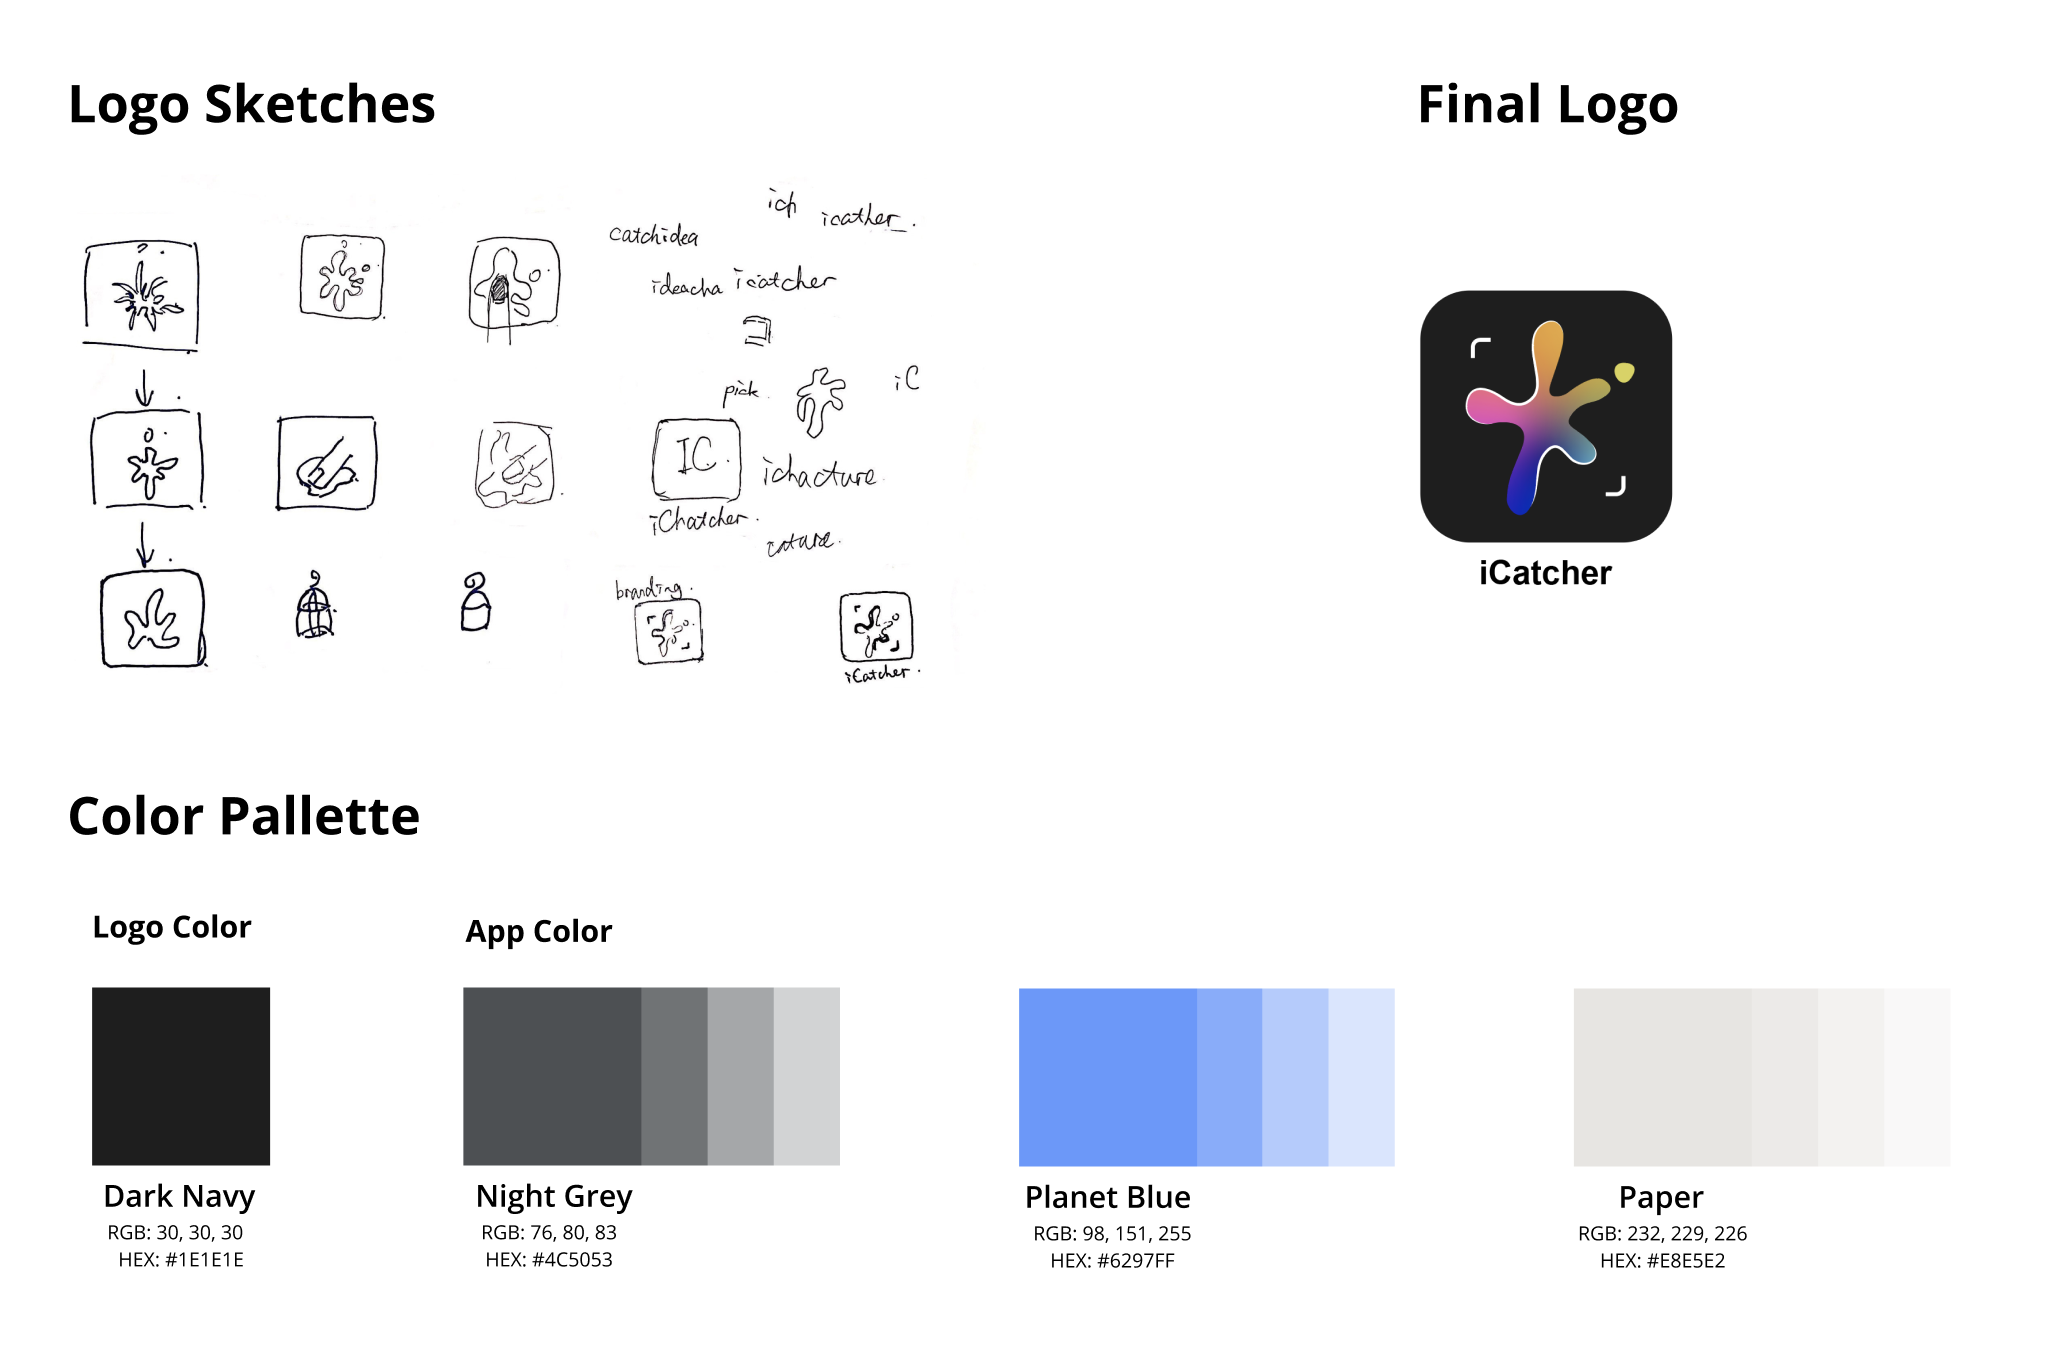 Logo Sketches
Final Logo
ich
icather.
catchidea
ideacha
icatcher
pick.
iC
IC.
ichacture.
iChatcher.
branding.
iCatcher.
iCatcher
Color Pallette
Logo Color
App Color
Dark Navy
RGB: 30, 30, 30
HEX: #1E1E1E
Night Grey
RGB: 76, 80, 83
HEX: #4C5053
Planet Blue
RGB: 98, 151, 255
HEX: #6297FF
Paper
RGB: 232, 229, 226
HEX: #E8E5E2